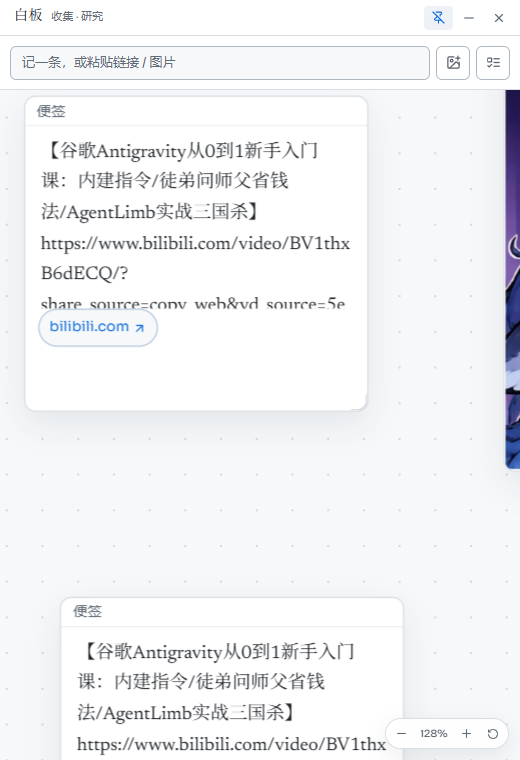 白板 收集 · 研究
记一条，或粘贴链接 / 图片
便签
【谷歌Antigravity从0到1新手入门
课：内建指令/徒弟问师父省钱
法/AgentLimb实战三国杀】
https://www.bilibili.com/video/BV1thx
B6dECQ/?
share_source=copy_web&vd_source=5e
bilibili.com ↗
便签
【谷歌Antigravity从0到1新手入门
课：内建指令/徒弟问师父省钱
法/AgentLimb实战三国杀】
https://www.bilibili.com/video/BV1thx
128%